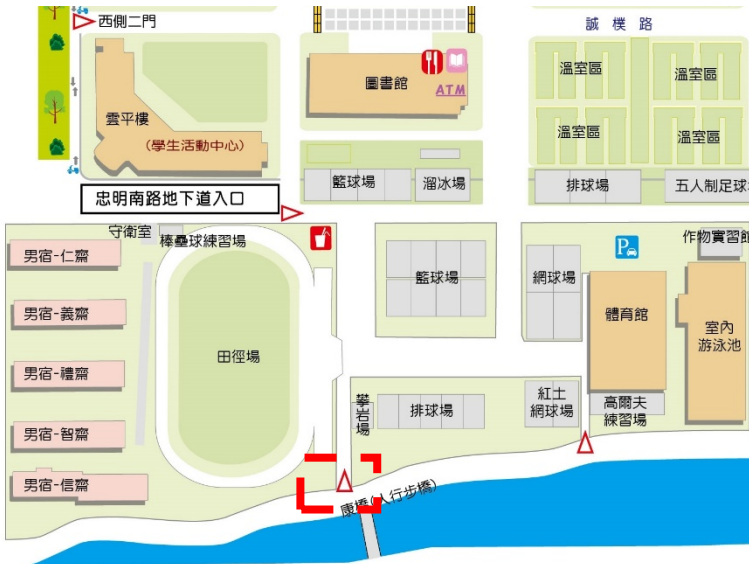 西側二門
誠樸路
圖書館
ATM
溫室區
溫室區
溫室區
溫室區
雲平樓
(學生活動中心)
籃球場
溜冰場
排球場
五人制足球
忠明南路地下道入口
守衛室
棒壘球練習場
作物實習館
P
男宿-仁齋
籃球場
網球場
體育館
室內
游泳池
男宿-義齋
田徑場
男宿-禮齋
攀岩場
排球場
紅土
網球場
高爾夫
練習場
男宿-智齋
男宿-信齋
康橋(人行步橋)